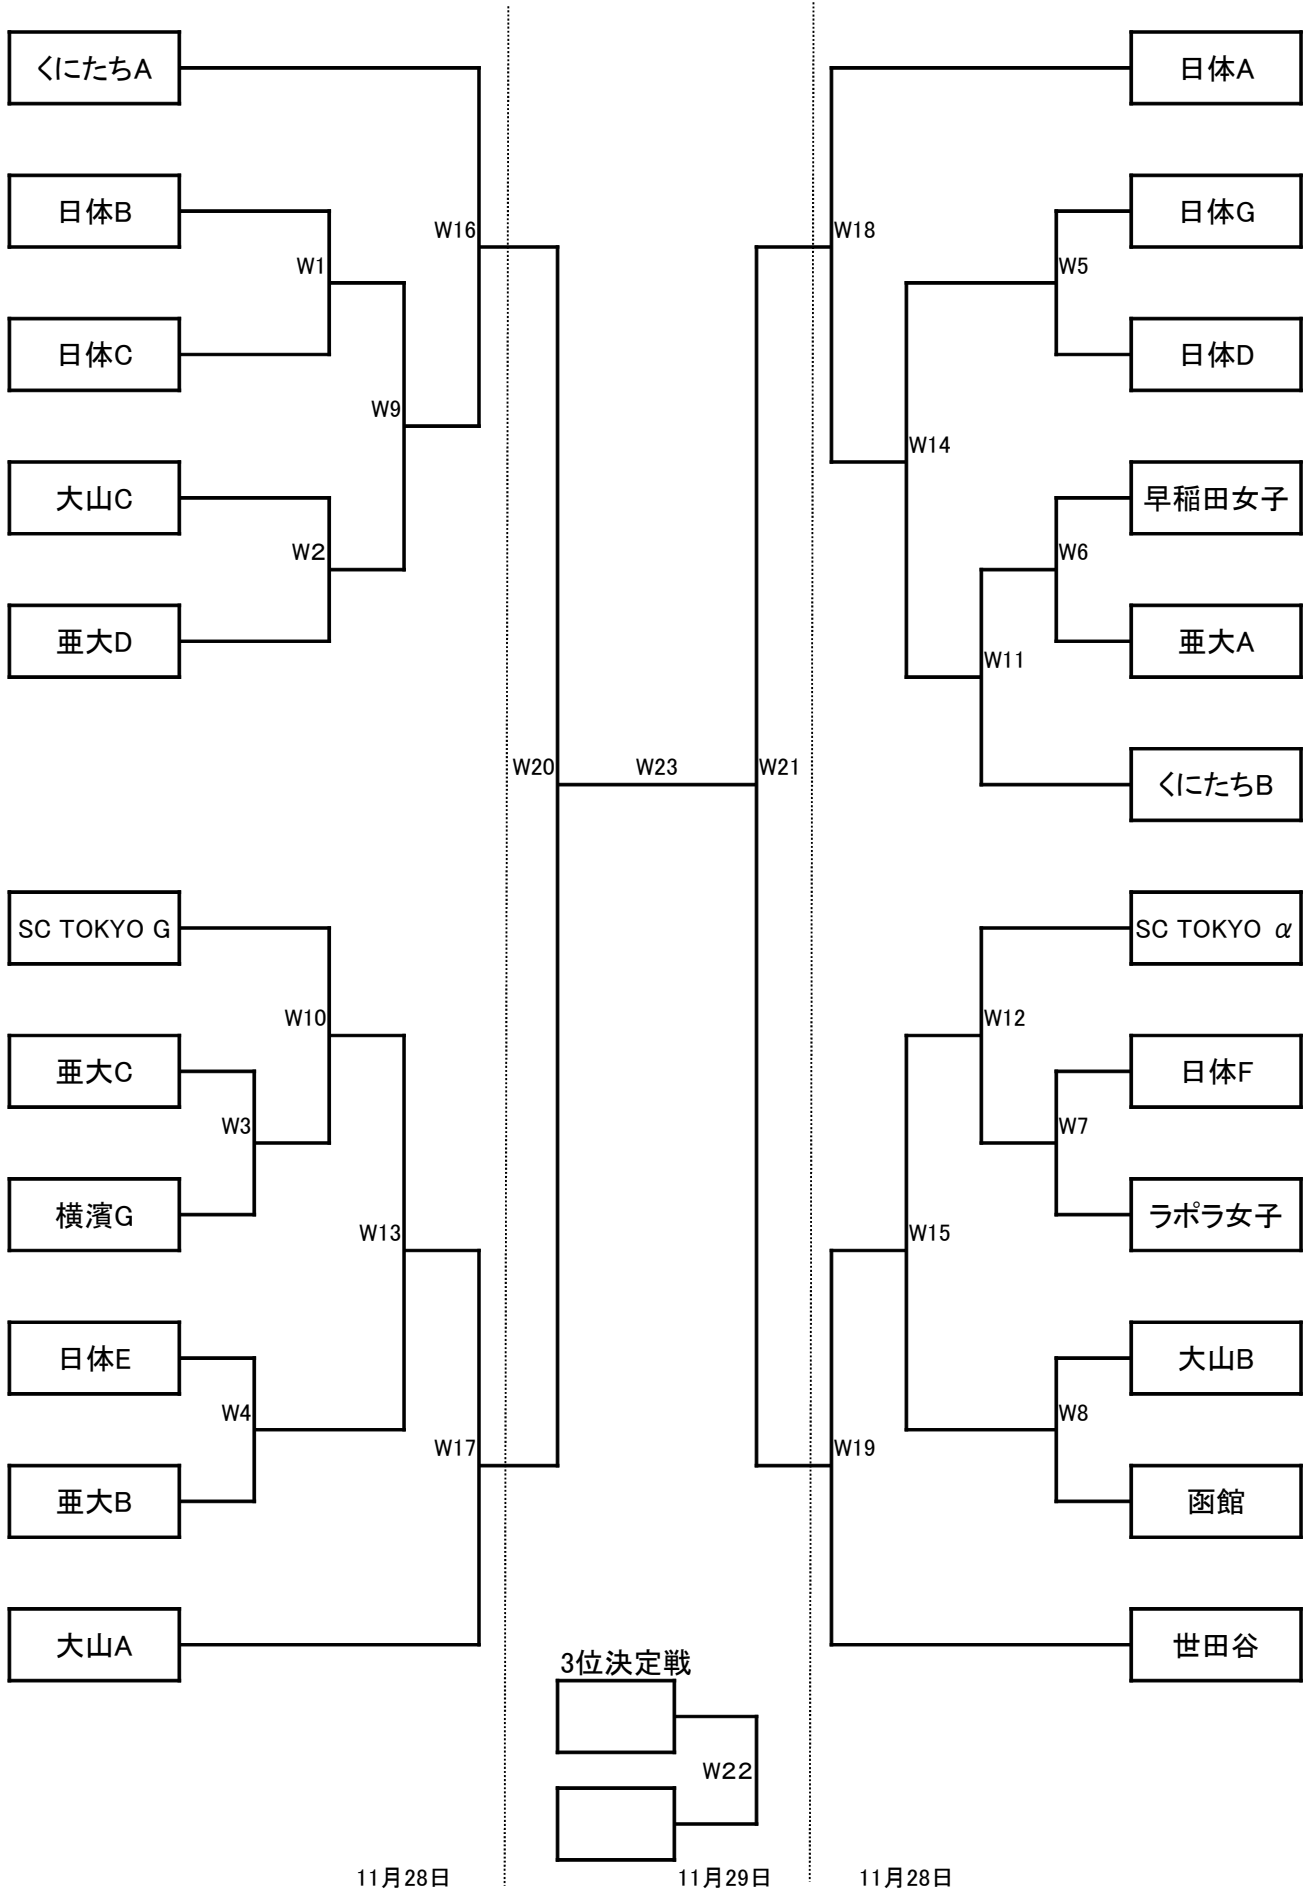 くにたちA
日体B
日体C
大山C
亜大D
SC TOKYO G
亜大C
横濱G
日体E
亜大B
大山A
W1
W2
W9
W16
W3
W10
W4
W13
W17
W20
W23
W21
W18
W5
W14
W6
W11
W12
W7
W15
W8
W19
日体A
日体G
日体D
早稲田女子
亜大A
くにたちB
SC TOKYO α
日体F
ラポラ女子
大山B
函館
世田谷
3位決定戦
W22
11月28日
11月29日
11月28日